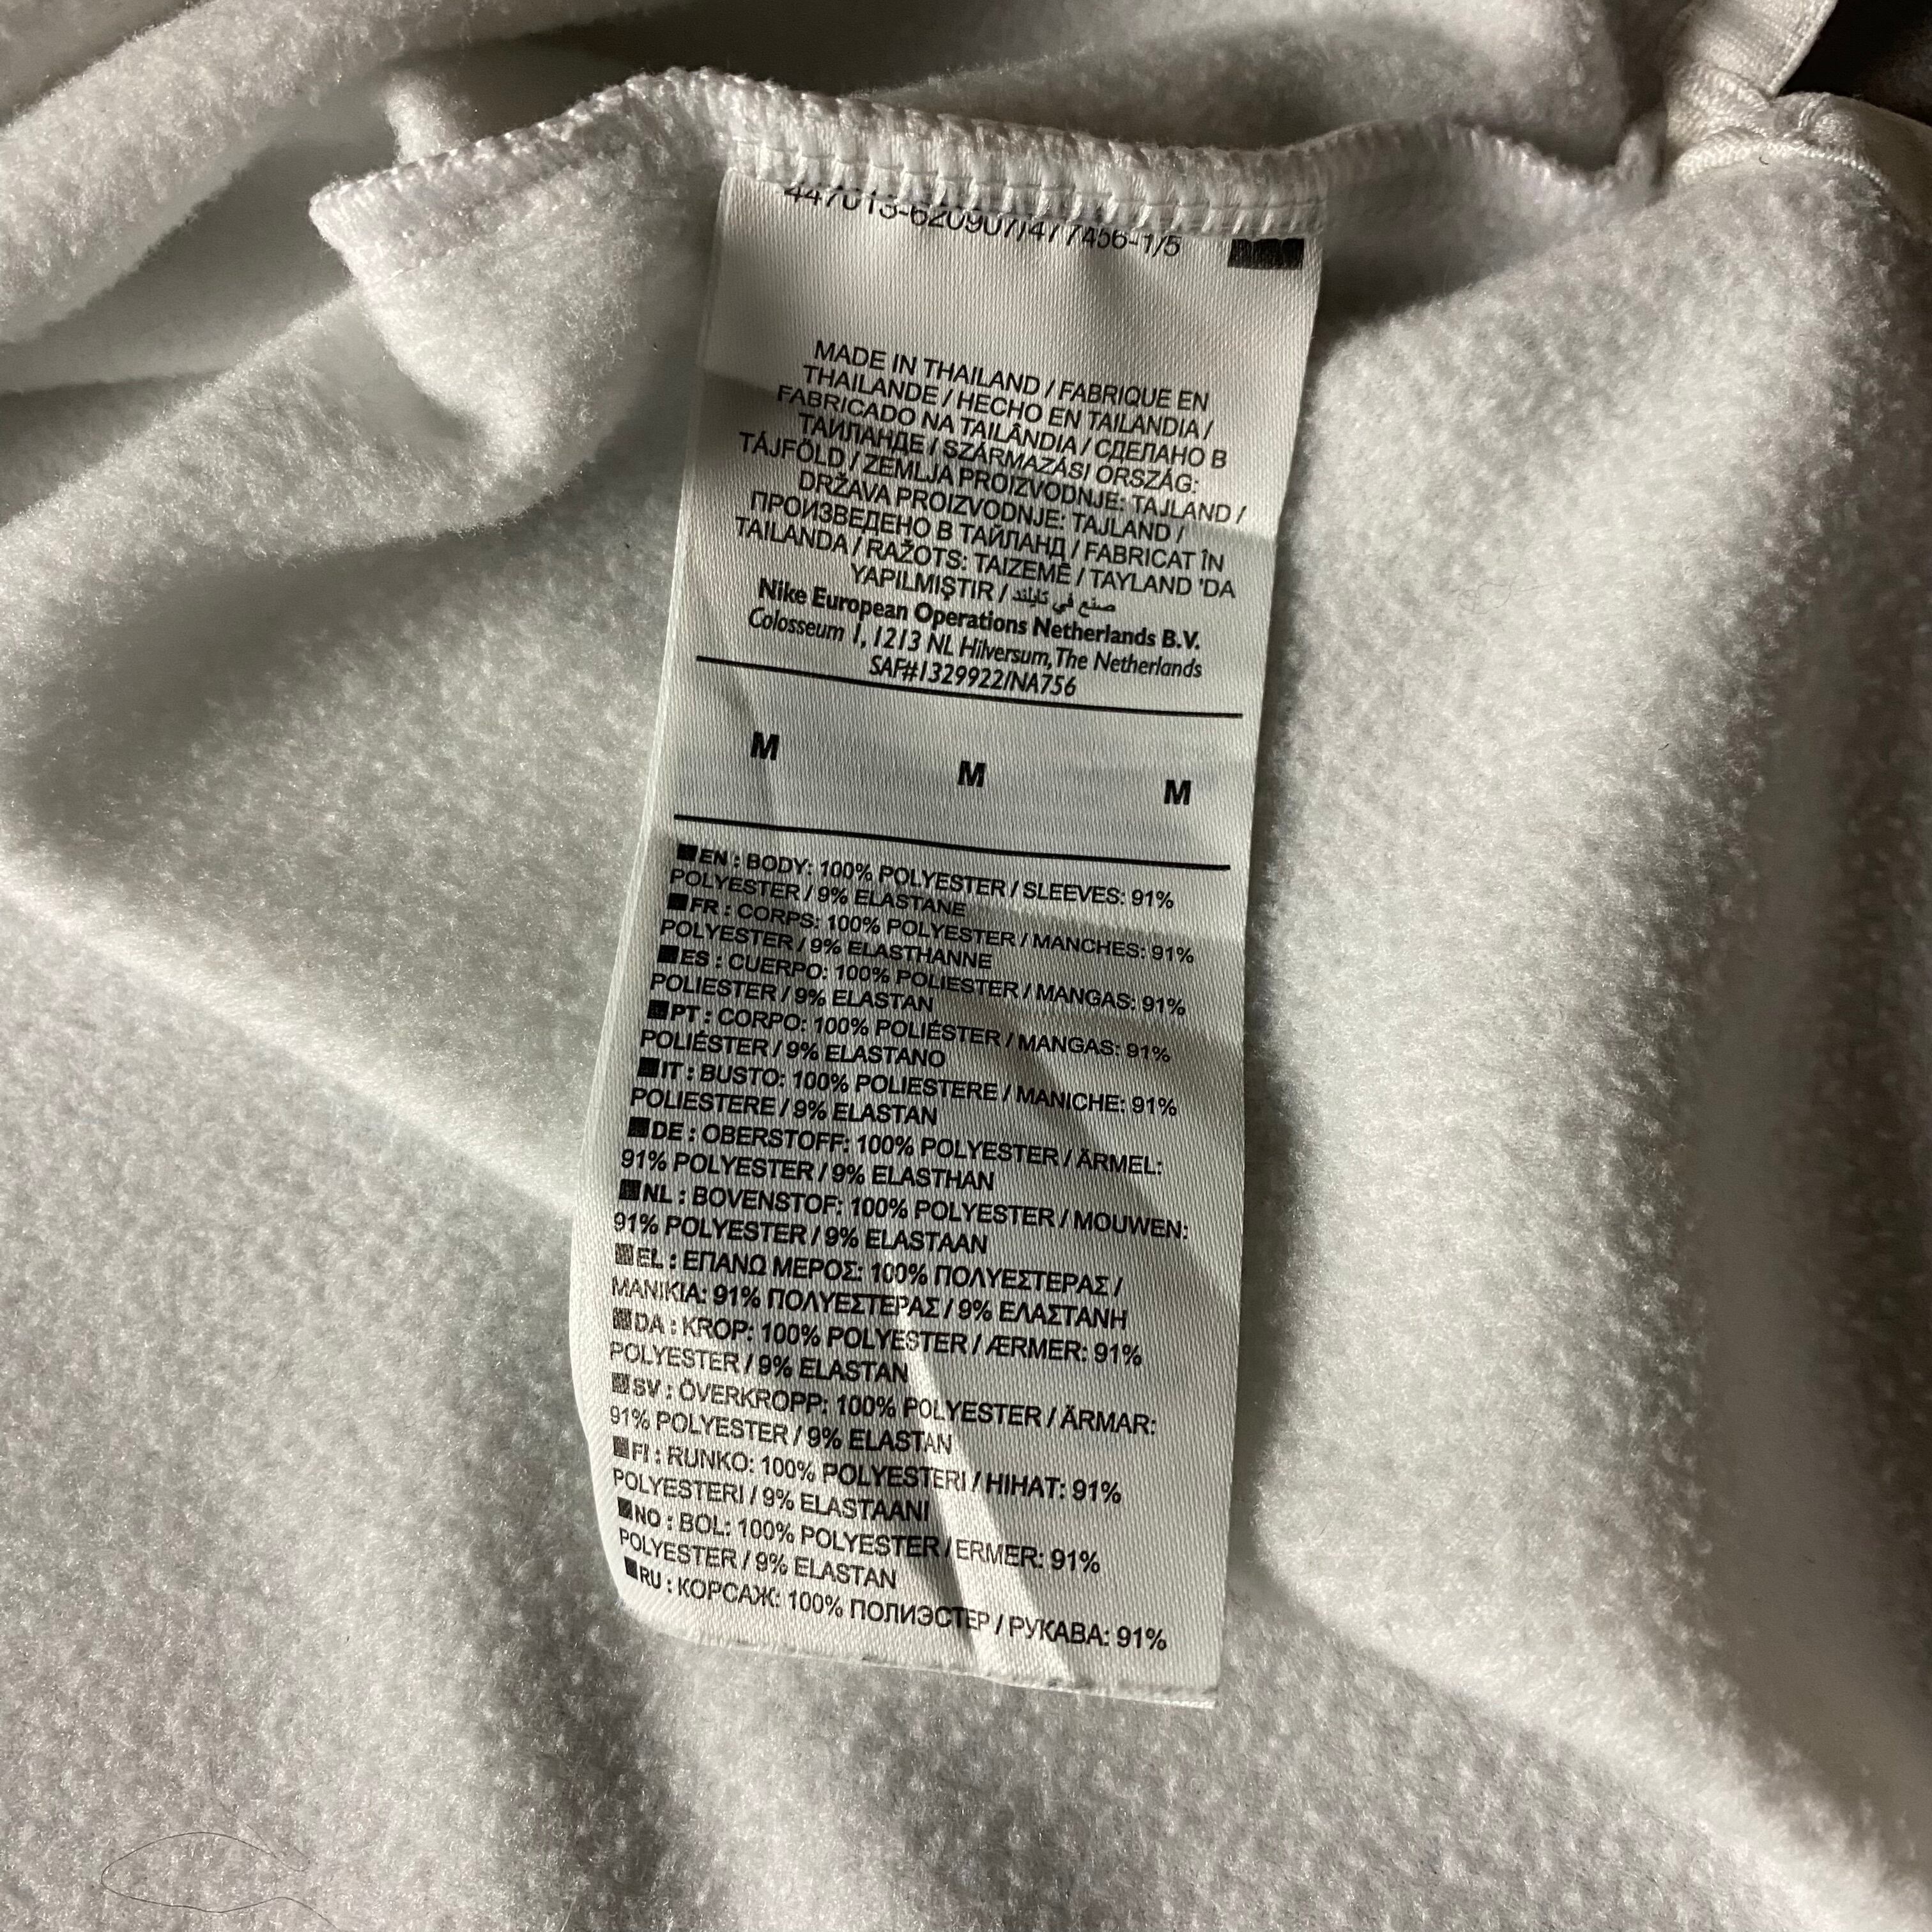 447013-620907/477456-1/5
MADE IN THAILAND / FABRIQUE EN
THAILANDE / HECHO EN TAILANDIA /
FABRICADO NA TAILÂNDIA / СДЕЛАНО В
ТАИЛАНДЕ / SZÁRMAZÁSI ORSZÁG:
TÁJFÖLD / ZEMLJA PROIZVODNJE: TAJLAND /
DRŽAVA PROIZVODNJE: TAJLAND /
ПРОИЗВЕДЕНО В ТАЙЛАНД / FABRICAT ÎN
TAILANDA / RAŽOTS: TAIZEMĒ / TAYLAND 'DA
YAPILMIŞTIR / صنع في تايلند
Nike European Operations Netherlands B.V.
Colosseum 1, 1213 NL Hilversum, The Netherlands
SAF#1329922/NA756
M M M
EN : BODY: 100% POLYESTER / SLEEVES: 91%
POLYESTER / 9% ELASTANE
FR : CORPS: 100% POLYESTER / MANCHES: 91%
POLYESTER / 9% ELASTHANNE
ES : CUERPO: 100% POLIESTER / MANGAS: 91%
POLIESTER / 9% ELASTAN
PT : CORPO: 100% POLIÉSTER / MANGAS: 91%
POLIÉSTER / 9% ELASTANO
IT : BUSTO: 100% POLIESTERE / MANICHE: 91%
POLIESTERE / 9% ELASTAN
DE : OBERSTOFF: 100% POLYESTER / ÄRMEL:
91% POLYESTER / 9% ELASTHAN
NL : BOVENSTOF: 100% POLYESTER / MOUWEN:
91% POLYESTER / 9% ELASTAAN
EL : ΕΠΑΝΩ ΜΕΡΟΣ: 100% ΠΟΛΥΕΣΤΕΡΑΣ /
ΜΑΝΙΚΙΑ: 91% ΠΟΛΥΕΣΤΕΡΑΣ / 9% ΕΛΑΣΤΑΝΗ
DA : KROP: 100% POLYESTER / ÆRMER: 91%
POLYESTER / 9% ELASTAN
SV : ÖVERKROPP: 100% POLYESTER / ÄRMAR:
91% POLYESTER / 9% ELASTAN
FI : RUNKO: 100% POLYESTERI / HIHAT: 91%
POLYESTERI / 9% ELASTAANI
NO : BOL: 100% POLYESTER / ERMER: 91%
POLYESTER / 9% ELASTAN
RU : КОРСАЖ: 100% ПОЛИЭСТЕР / РУКАВА: 91%